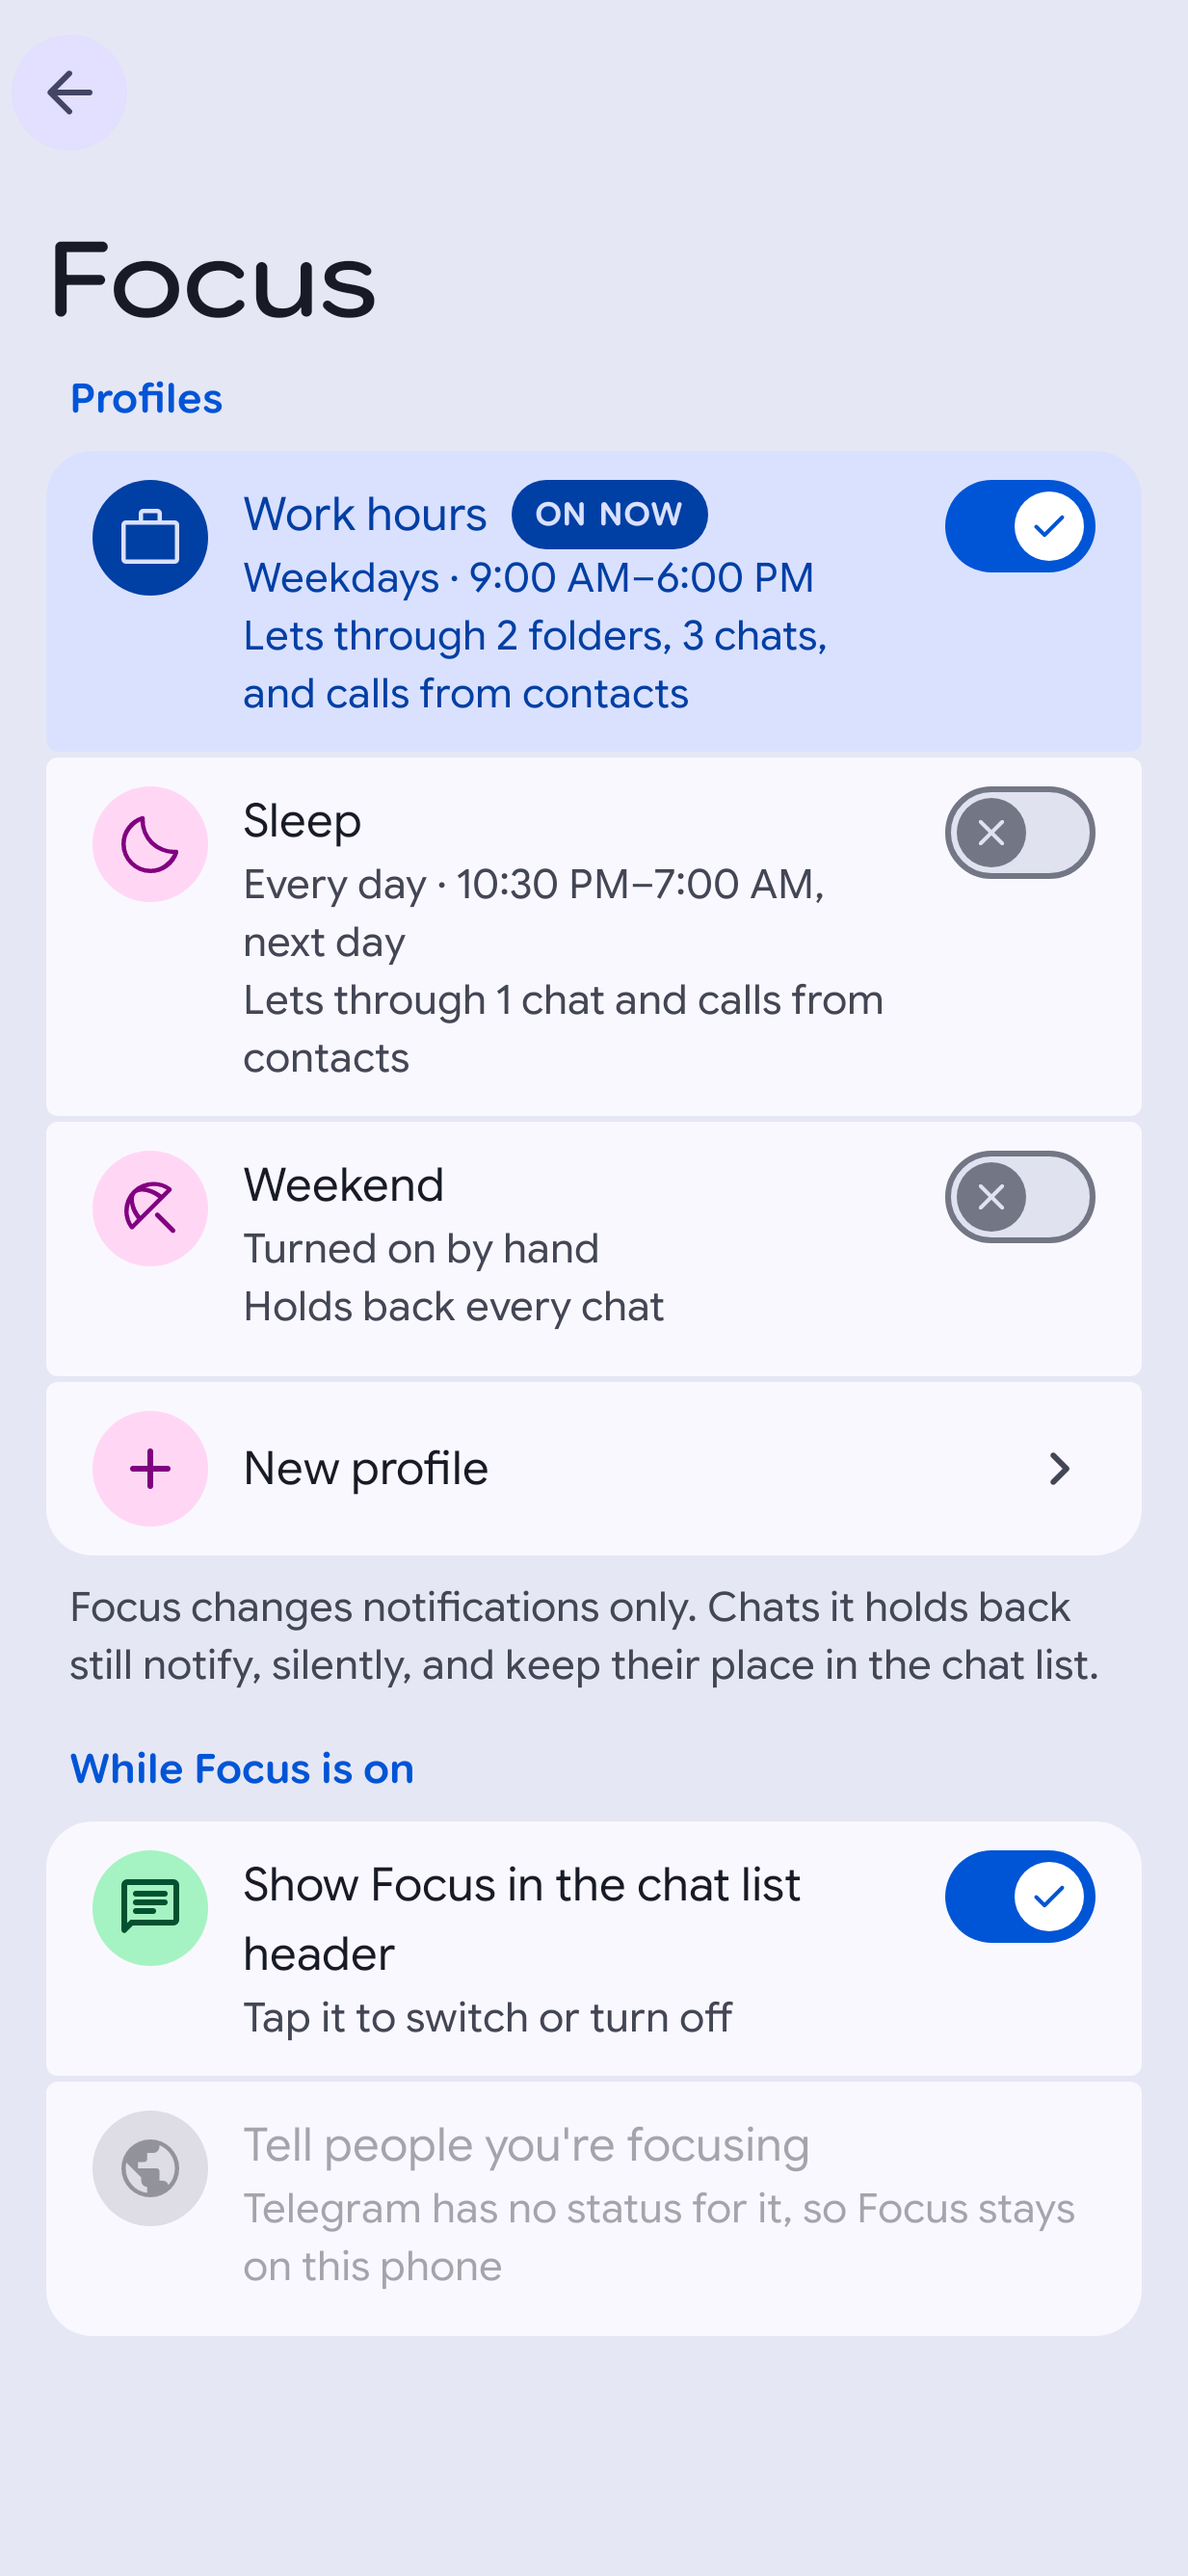 Focus
Profiles
Work hours ON NOW
Weekdays · 9:00 AM–6:00 PM
Lets through 2 folders, 3 chats,
and calls from contacts
Sleep
Every day · 10:30 PM–7:00 AM,
next day
Lets through 1 chat and calls from
contacts
Weekend
Turned on by hand
Holds back every chat
New profile
Focus changes notifications only. Chats it holds back
still notify, silently, and keep their place in the chat list.
While Focus is on
Show Focus in the chat list
header
Tap it to switch or turn off
Tell people you're focusing
Telegram has no status for it, so Focus stays
on this phone